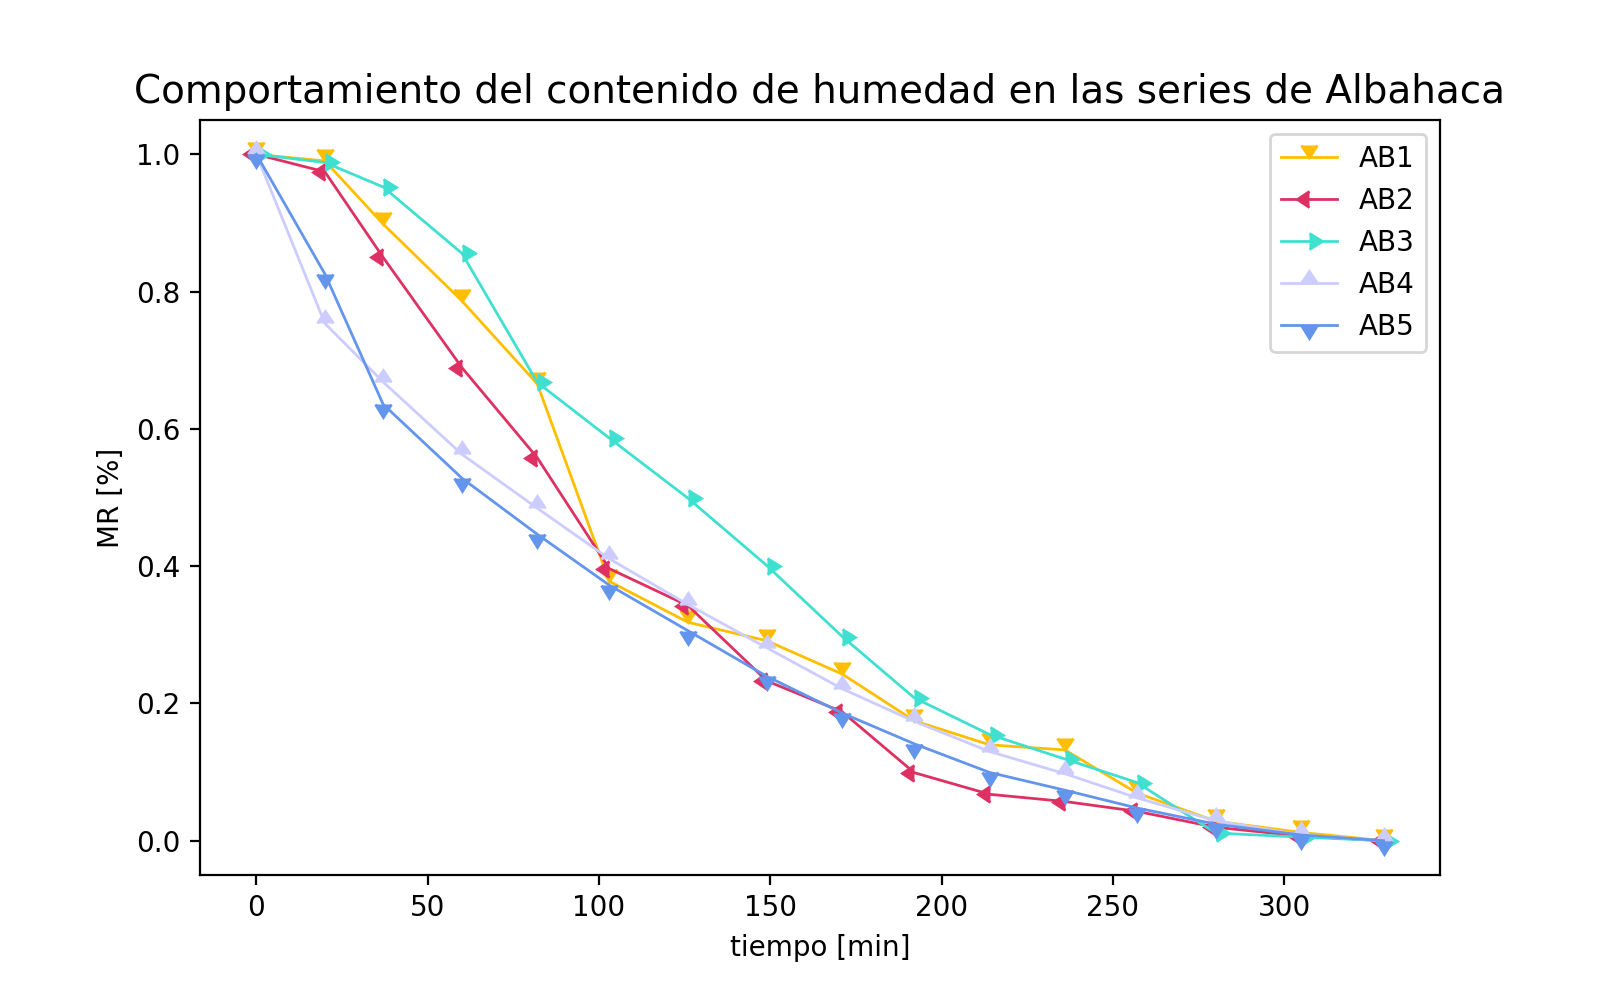 Comportamiento del contenido de humedad en las series de Albahaca
1.0
0.8
0.6
0.4
0.2
0.0
MR [%]
AB1
AB2
AB3
AB4
AB5
0 50 100 150 200 250 300
tiempo [min]